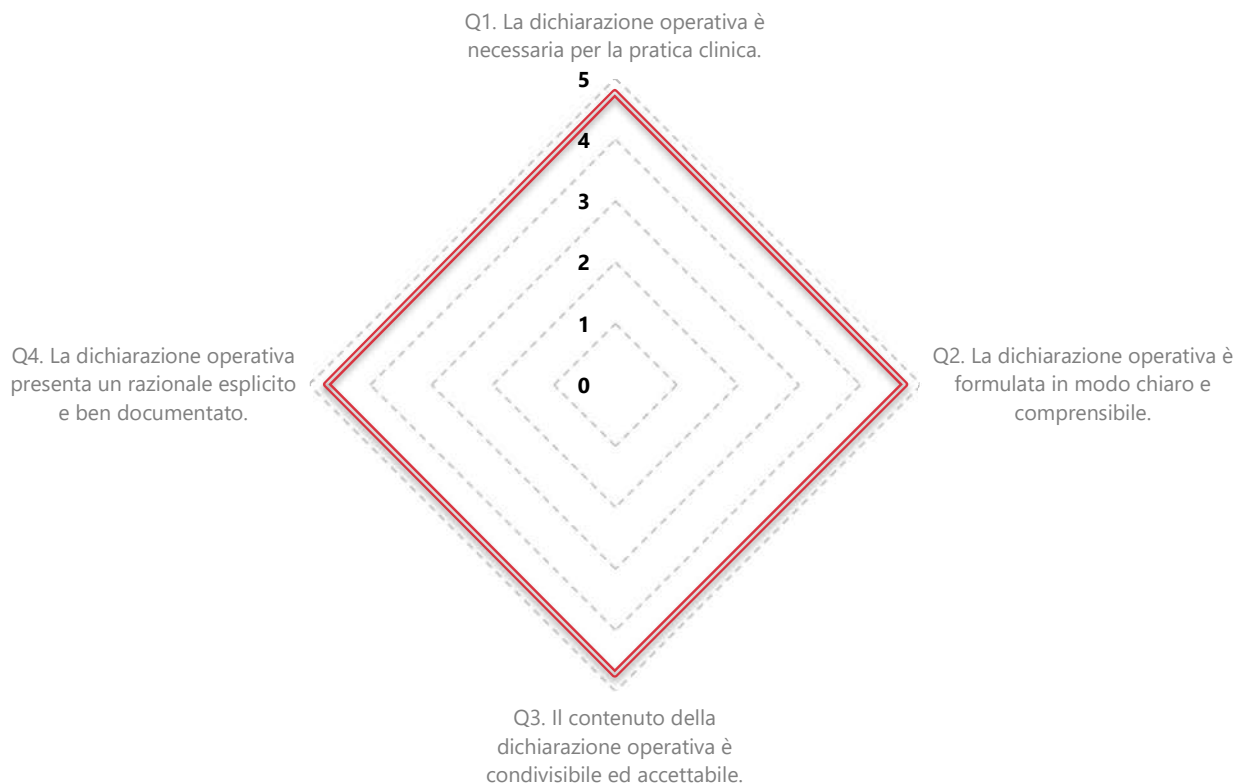 Q1. La dichiarazione operativa è
necessaria per la pratica clinica.
5
4
3
2
1
0
Q4. La dichiarazione operativa
presenta un razionale esplicito
e ben documentato.
Q2. La dichiarazione operativa è
formulata in modo chiaro e
comprensibile.
Q3. Il contenuto della
dichiarazione operativa è
condivisibile ed accettabile.